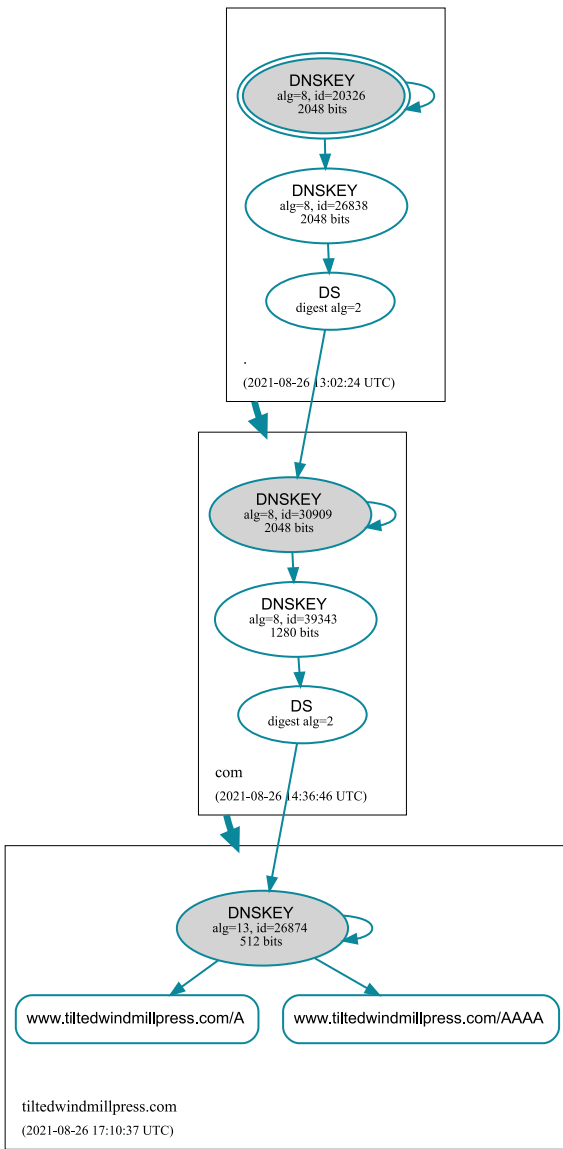 DNSKEY
alg=8, id=20326
2048 bits
DNSKEY
alg=8, id=26838
2048 bits
DS
digest alg=2
.
(2021-08-26 13:02:24 UTC)
DNSKEY
alg=8, id=30909
2048 bits
DNSKEY
alg=8, id=39343
1280 bits
DS
digest alg=2
com
(2021-08-26 14:36:46 UTC)
DNSKEY
alg=13, id=26874
512 bits
www.tiltedwindmillpress.com/A
www.tiltedwindmillpress.com/AAAA
tiltedwindmillpress.com
(2021-08-26 17:10:37 UTC)